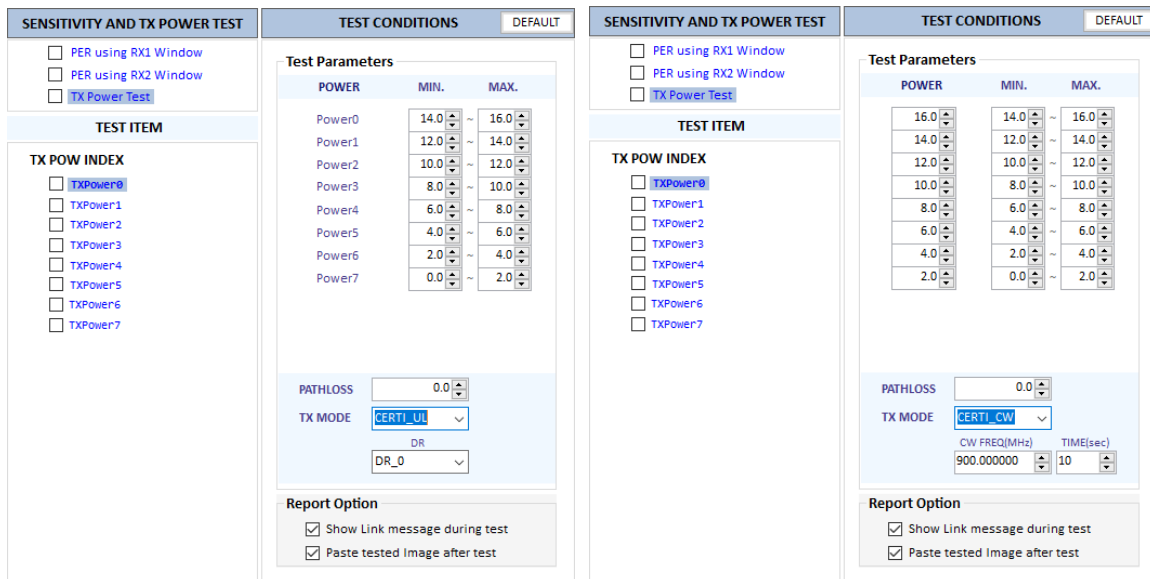 SENSITIVITY AND TX POWER TEST
PER using RX1 Window
PER using RX2 Window
TX Power Test
TEST ITEM
TX POW INDEX
TXPower0
TXPower1
TXPower2
TXPower3
TXPower4
TXPower5
TXPower6
TXPower7
TEST CONDITIONS DEFAULT
Test Parameters
POWER MIN. MAX.
Power0 14.0 ~ 16.0
Power1 12.0 ~ 14.0
Power2 10.0 ~ 12.0
Power3 8.0 ~ 10.0
Power4 6.0 ~ 8.0
Power5 4.0 ~ 6.0
Power6 2.0 ~ 4.0
Power7 0.0 ~ 2.0
PATHLOSS 0.0
TX MODE CERTI_UL
DR
DR_0
Report Option
Show Link message during test
Paste tested Image after test
SENSITIVITY AND TX POWER TEST
PER using RX1 Window
PER using RX2 Window
TX Power Test
TEST ITEM
TX POW INDEX
TXPower0
TXPower1
TXPower2
TXPower3
TXPower4
TXPower5
TXPower6
TXPower7
TEST CONDITIONS DEFAULT
Test Parameters
POWER MIN. MAX.
16.0 14.0 ~ 16.0
14.0 12.0 ~ 14.0
12.0 10.0 ~ 12.0
10.0 8.0 ~ 10.0
8.0 6.0 ~ 8.0
6.0 4.0 ~ 6.0
4.0 2.0 ~ 4.0
2.0 0.0 ~ 2.0
PATHLOSS 0.0
TX MODE CERTI_CW
CW FREQ(MHz) TIME(sec)
900.000000 10
Report Option
Show Link message during test
Paste tested Image after test